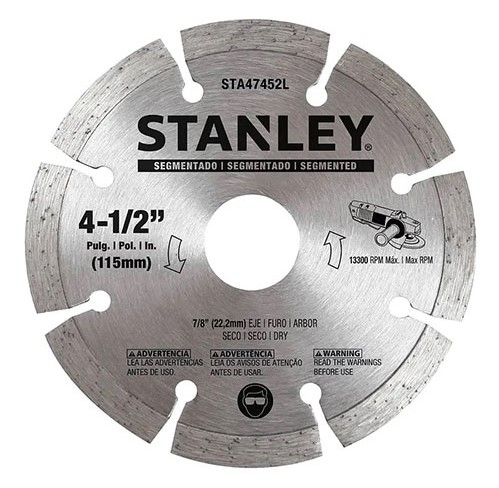 STA47452L
STANLEY®
SEGMENTADO | SEGMENTADO | SEGMENTED
4-1/2”
Pulg. | Pol. | In.
(115mm)
13300 RPM Máx. | Max RPM
7/8" (22,2mm) EJE | FURO | ARBOR
SECO | SECO | DRY
ADVERTENCIA
LEA LAS ADVERTENCIAS
ANTES DE USO.
ADVERTÊNCIA
LEIA OS AVISOS DE ATENÇÃO
ANTES DE USAR.
WARNING
READ THE WARNINGS
BEFORE USE